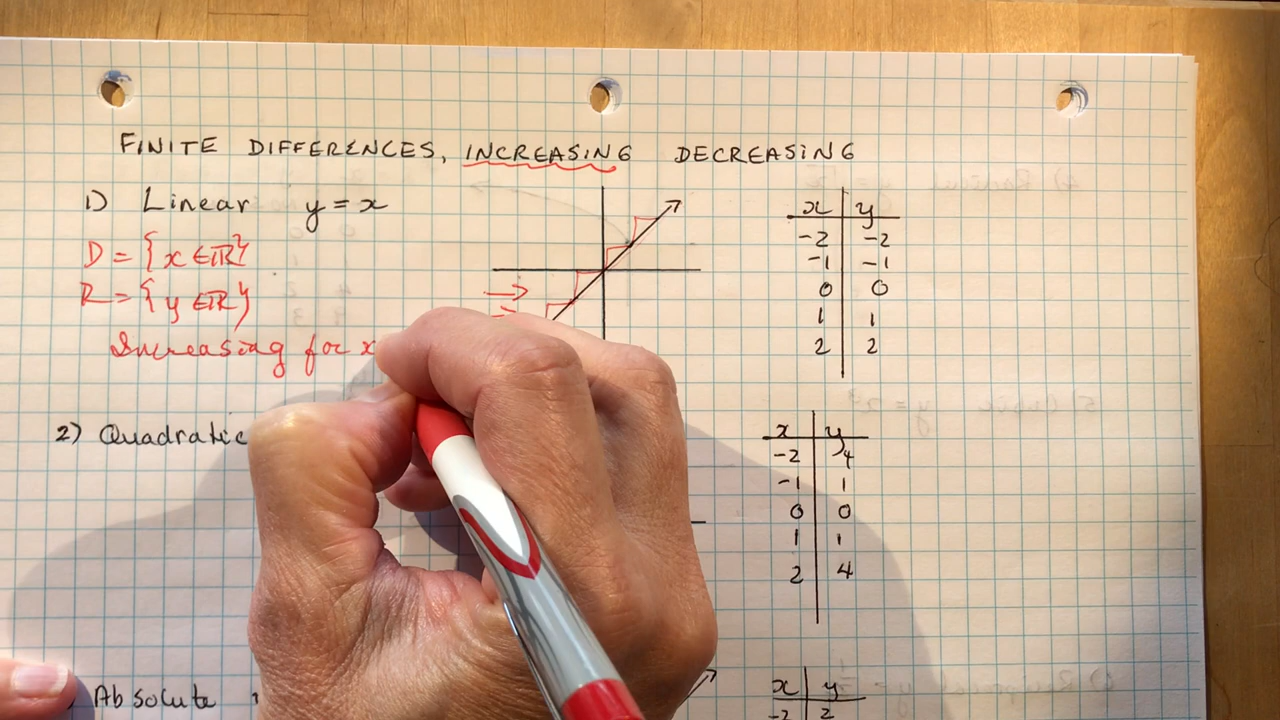 FINITE DIFFERENCES, INCREASING DECREASING
1) Linear y = x
D = {x ∈ ℝ}
R = {y ∈ ℝ}
Increasing for x
x y
-2 -2
-1 -1
0 0
1 1
2 2
2) Quadratic
x y
-2 4
-1 1
0 0
1 1
2 4
Absolute
x y
-2 2